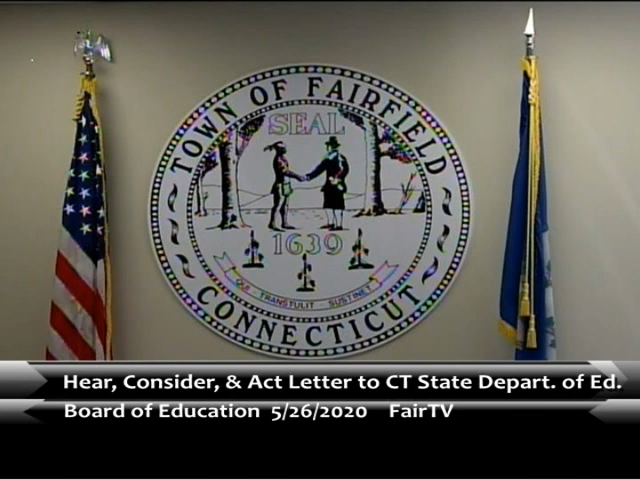 TOWN OF FAIRFIELD
SEAL
1639
QUI TRANSTULIT SUSTINET
CONNECTICUT
Hear, Consider, & Act Letter to CT State Depart. of Ed.
Board of Education 5/26/2020 FairTV